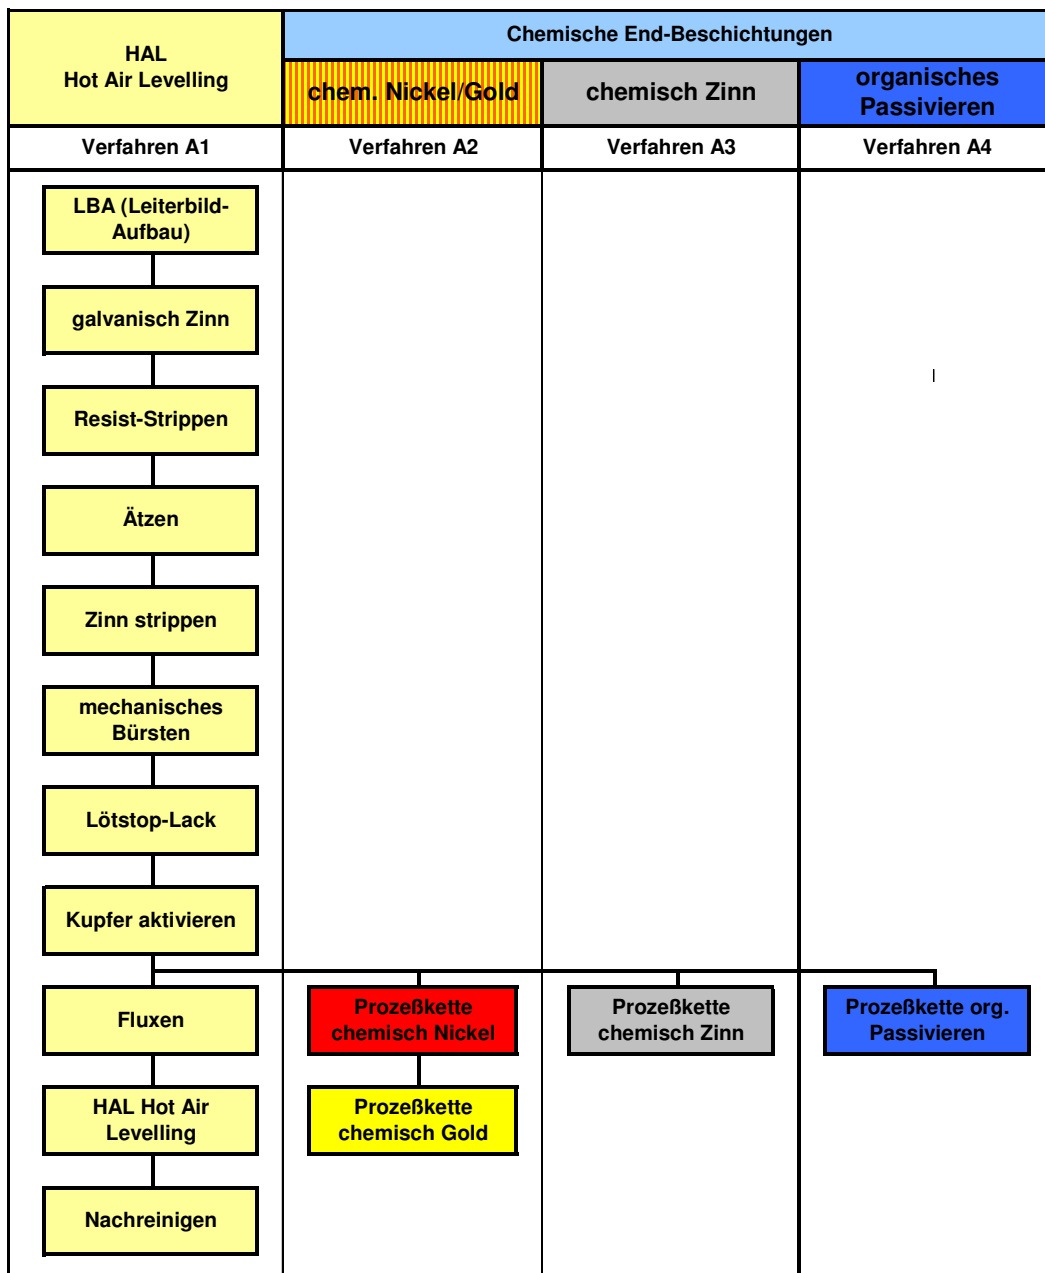 HAL
Hot Air Levelling
Chemische End-Beschichtungen
chem. Nickel/Gold
chemisch Zinn
organisches
Passivieren
Verfahren A1
Verfahren A2
Verfahren A3
Verfahren A4
LBA (Leiterbild-
Aufbau)
galvanisch Zinn
Resist-Strippen
Ätzen
Zinn strippen
mechanisches
Bürsten
Lötstop-Lack
Kupfer aktivieren
Fluxen
Prozeßkette
chemisch Nickel
Prozeßkette
chemisch Zinn
Prozeßkette org.
Passivieren
HAL Hot Air
Levelling
Prozeßkette
chemisch Gold
Nachreinigen